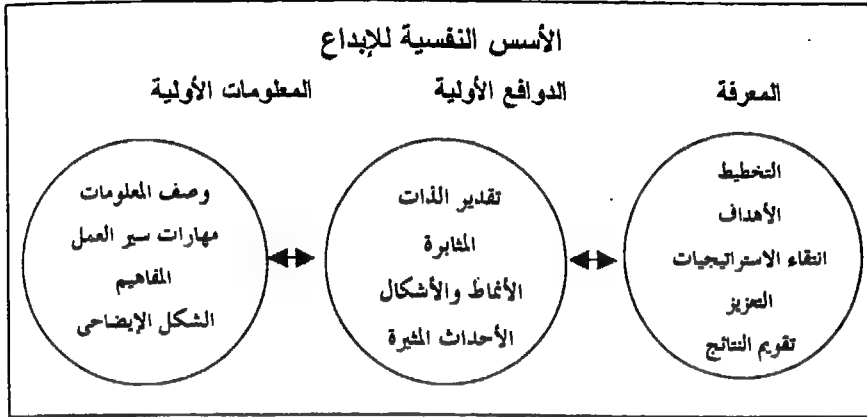 الأسس النفسية للإبداع
المعرفة
الدوافع الأولية
المعلومات الأولية
التخطيط
الأهداف
انتقاء الاستراتيجيات
التعزيز
تقويم النتائج
تقدير الذات
المثابرة
الأنماط والأشكال
الأحداث المثيرة
وصف المعلومات
مهارات سير العمل
المفاهيم
الشكل الإيضاحى